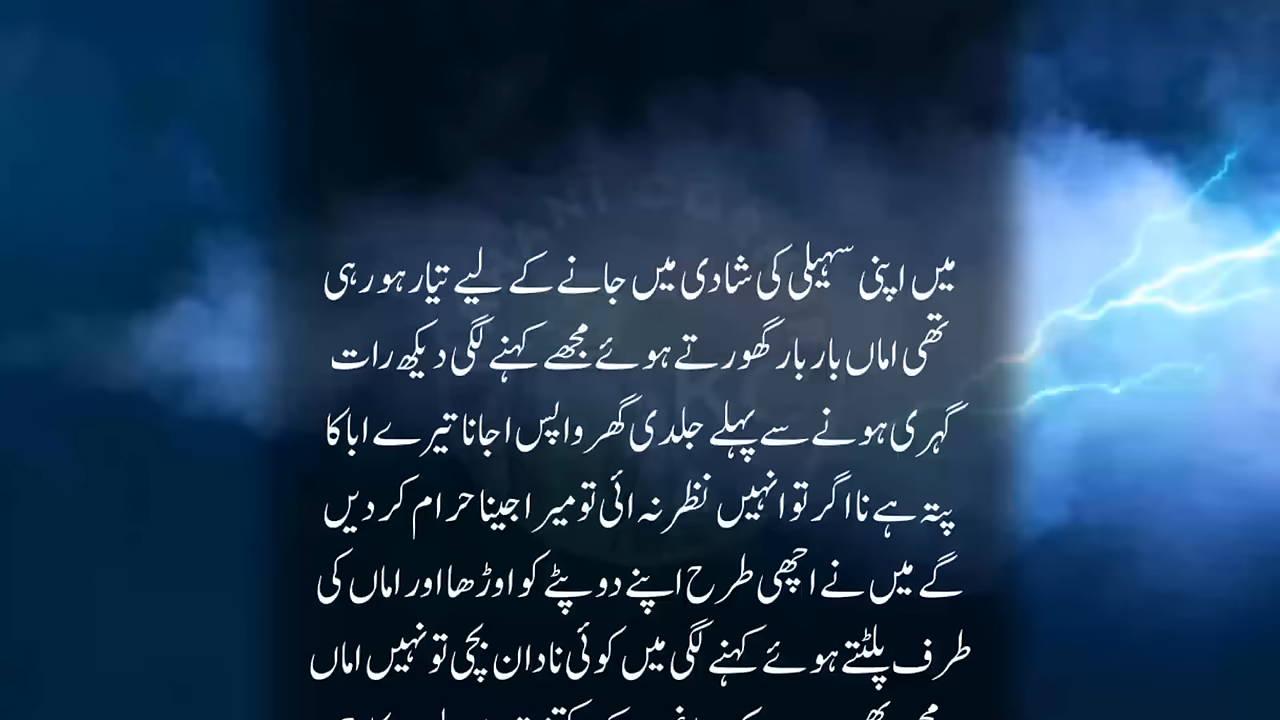 میں اپنی سہیلی کی شادی میں جانے کے لیے تیار ہو رہی
تھی اماں بار بار گھورتے ہوئے مجھے کہنے لگی دیکھ رات
گہری ہونے سے پہلے جلدی گھر واپس اجانا تیرے ابا کا
پتہ ہے نا اگر تو انہیں نظر نہ ائی تو میرا جینا حرام کر دیں
گے میں نے اچھی طرح اپنے دوپٹے کو اوڑھا اور اماں کی
طرف پلٹتے ہوئے کہنے لگی میں کوئی نادان بچی تو نہیں اماں